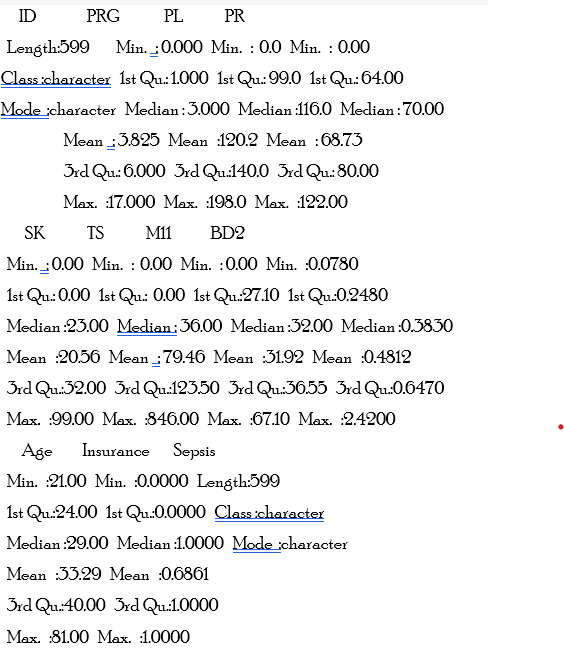 ID PRG PL PR
Length:599 Min. : 0.000 Min. : 0.0 Min. : 0.00
Class :character 1st Qu.: 1.000 1st Qu.: 99.0 1st Qu.: 64.00
Mode :character Median : 3.000 Median :116.0 Median : 70.00
Mean : 3.825 Mean :120.2 Mean : 68.73
3rd Qu.: 6.000 3rd Qu.:140.0 3rd Qu.: 80.00
Max. :17.000 Max. :198.0 Max. :122.00
SK TS M11 BD2
Min. : 0.00 Min. : 0.00 Min. : 0.00 Min. :0.0780
1st Qu.: 0.00 1st Qu.: 0.00 1st Qu.:27.10 1st Qu.:0.2480
Median :23.00 Median : 36.00 Median :32.00 Median :0.3830
Mean :20.56 Mean : 79.46 Mean :31.92 Mean :0.4812
3rd Qu.:32.00 3rd Qu.:123.50 3rd Qu.:36.55 3rd Qu.:0.6470
Max. :99.00 Max. :846.00 Max. :67.10 Max. :2.4200
Age Insurance Sepsis
Min. :21.00 Min. :0.0000 Length:599
1st Qu.:24.00 1st Qu.:0.0000 Class :character
Median :29.00 Median :1.0000 Mode :character
Mean :33.29 Mean :0.6861
3rd Qu.:40.00 3rd Qu.:1.0000
Max. :81.00 Max. :1.0000